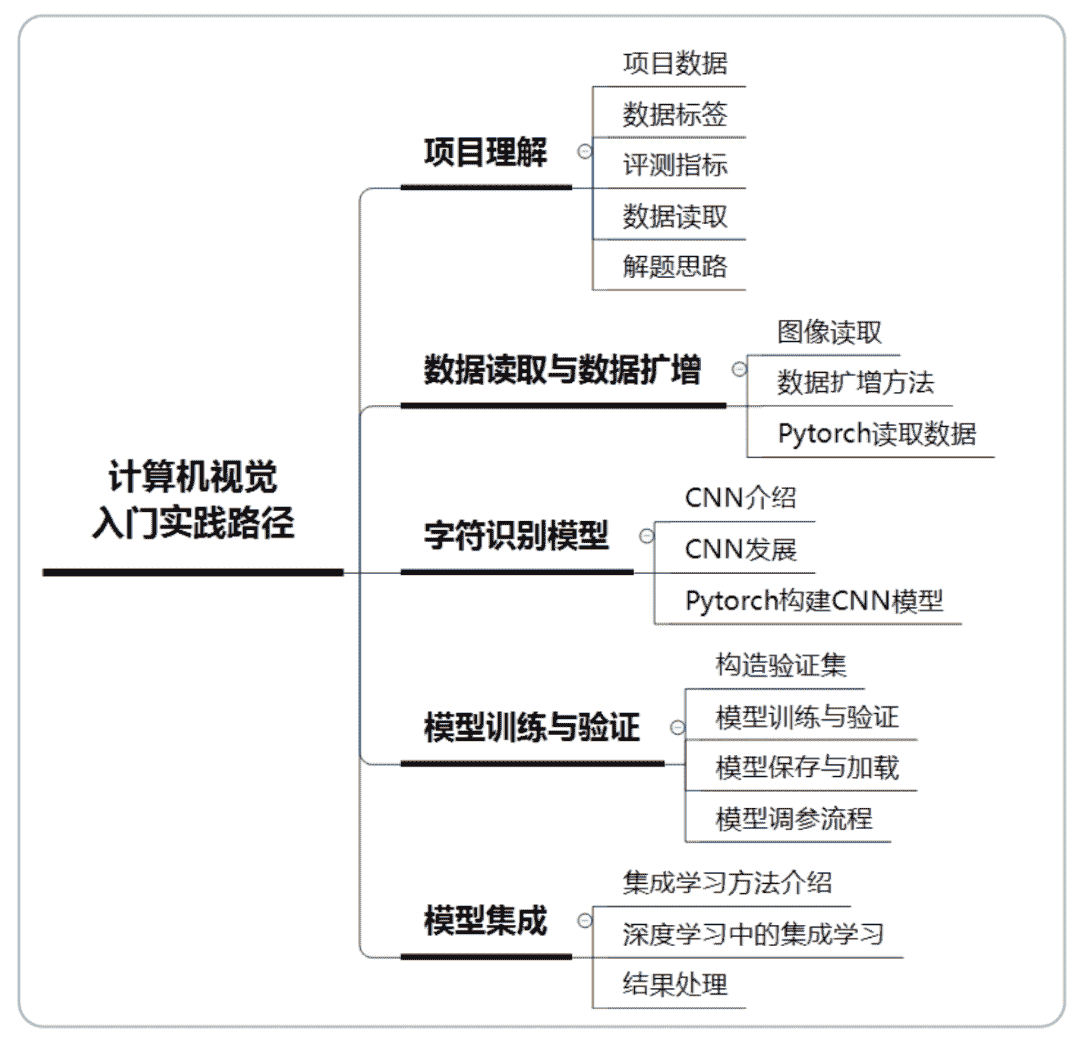 计算机视觉
入门实践路径
项目理解
项目数据
数据标签
评测指标
数据读取
解题思路
数据读取与数据扩增
图像读取
数据扩增方法
Pytorch读取数据
字符识别模型
CNN介绍
CNN发展
Pytorch构建CNN模型
模型训练与验证
构造验证集
模型训练与验证
模型保存与加载
模型调参流程
模型集成
集成学习方法介绍
深度学习中的集成学习
结果处理